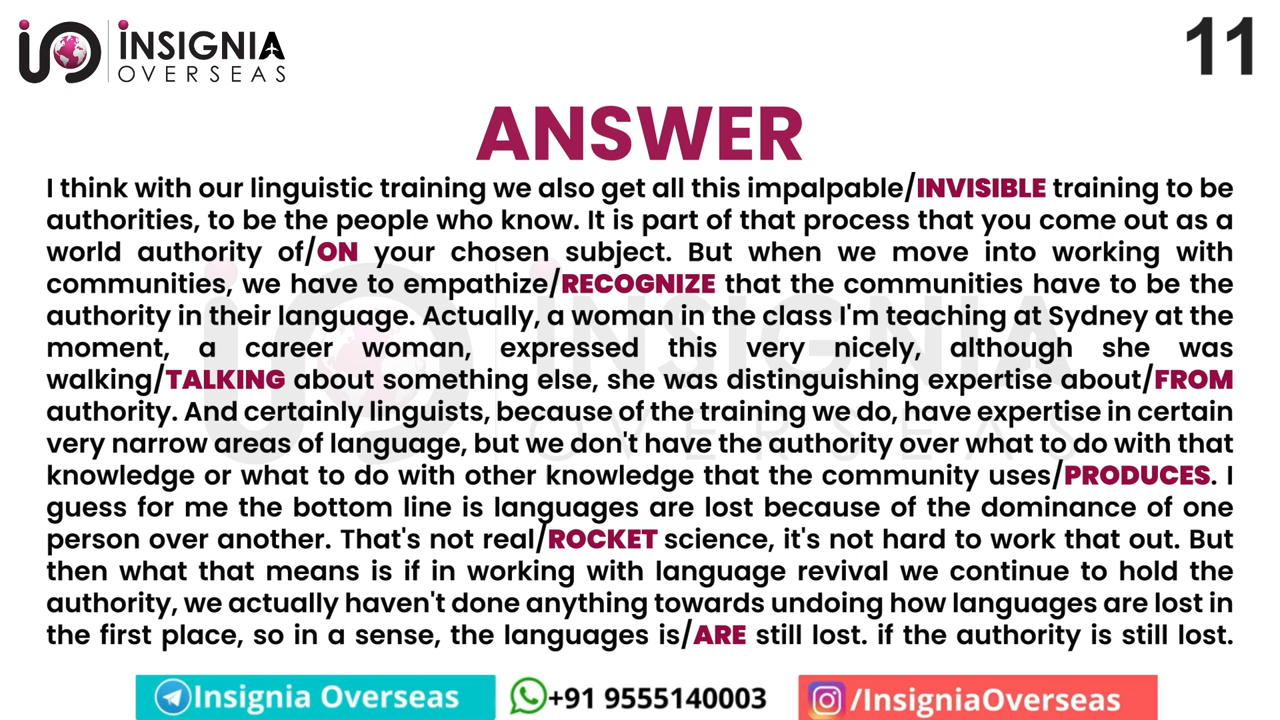 iNSIGNIA
OVERSEAS
11
ANSWER
I think with our linguistic training we also get all this impalpable/INVISIBLE training to be
authorities, to be the people who know. It is part of that process that you come out as a
world authority of/ON your chosen subject. But when we move into working with
communities, we have to empathize/RECOGNIZE that the communities have to be the
authority in their language. Actually, a woman in the class I'm teaching at Sydney at the
moment, a career woman, expressed this very nicely, although she was
walking/TALKING about something else, she was distinguishing expertise about/FROM
authority. And certainly linguists, because of the training we do, have expertise in certain
very narrow areas of language, but we don't have the authority over what to do with that
knowledge or what to do with other knowledge that the community uses/PRODUCES. I
guess for me the bottom line is languages are lost because of the dominance of one
person over another. That's not real/ROCKET science, it's not hard to work that out. But
then what that means is if in working with language revival we continue to hold the
authority, we actually haven't done anything towards undoing how languages are lost in
the first place, so in a sense, the languages is/ARE still lost. if the authority is still lost.
Insignia Overseas
+91 9555140003
/InsigniaOverseas